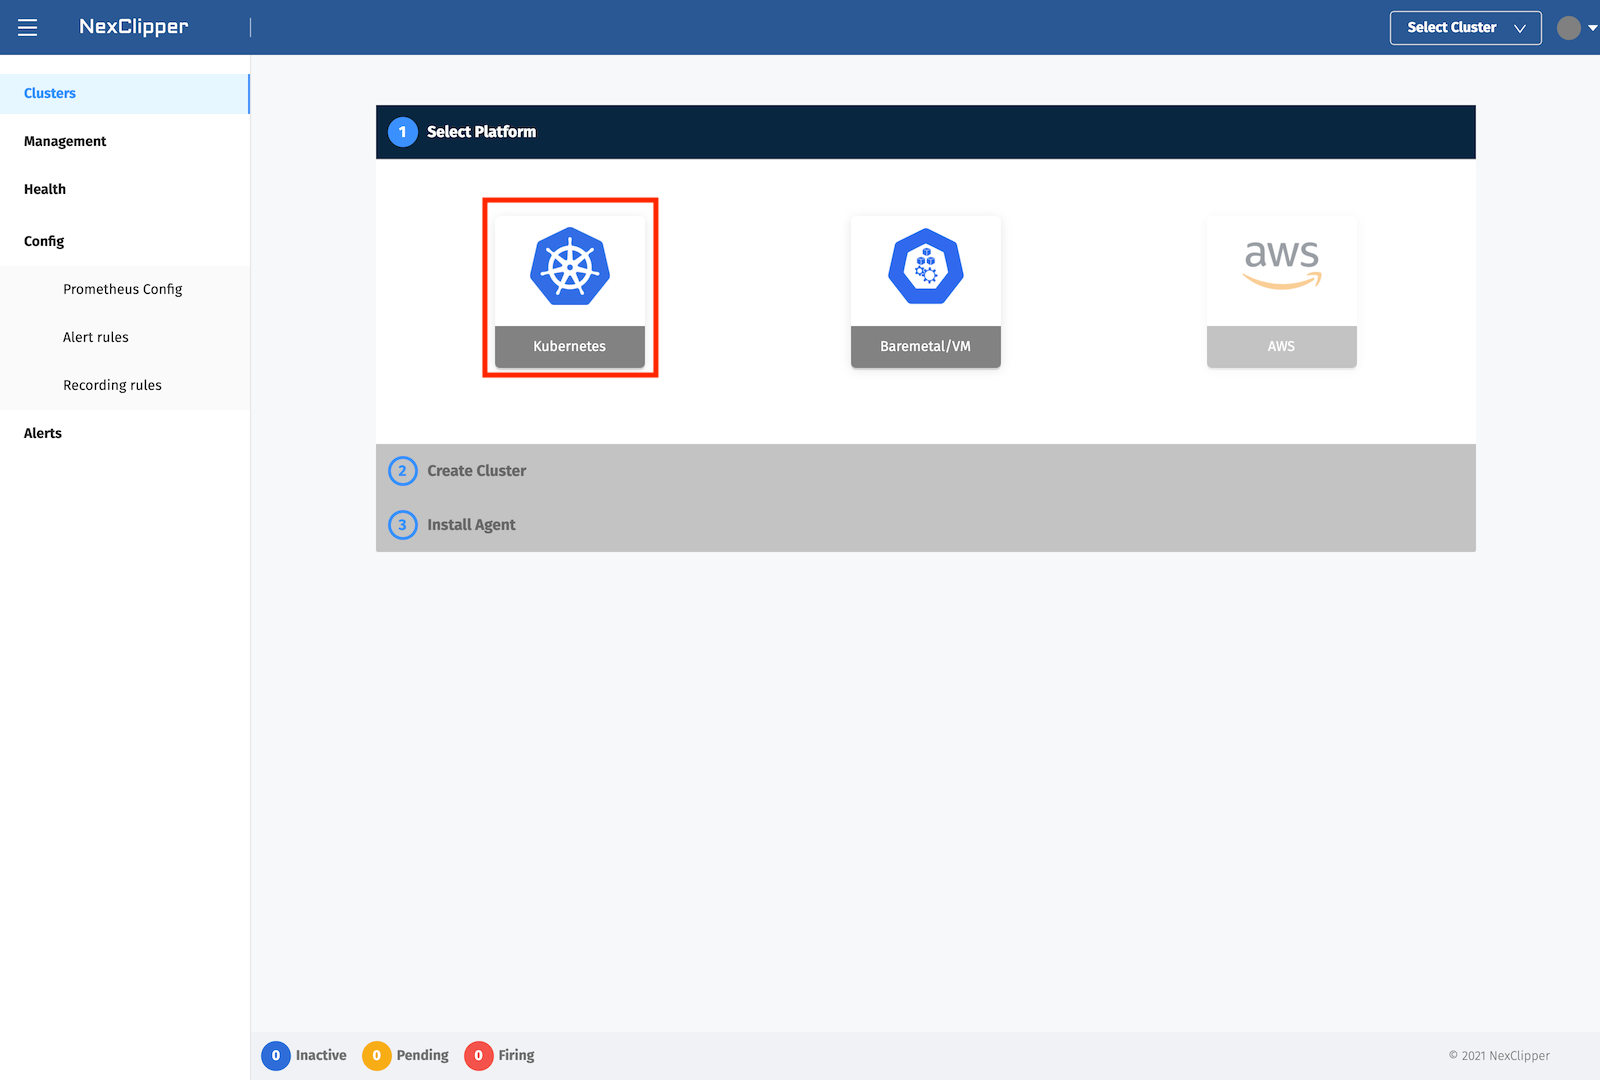 NexClipper
Select Cluster
Clusters
Management
Health
Config
Prometheus Config
Alert rules
Recording rules
Alerts
1 Select Platform
Kubernetes
Baremetal/VM
aws
AWS
2 Create Cluster
3 Install Agent
0 Inactive 0 Pending 0 Firing
© 2021 NexClipper